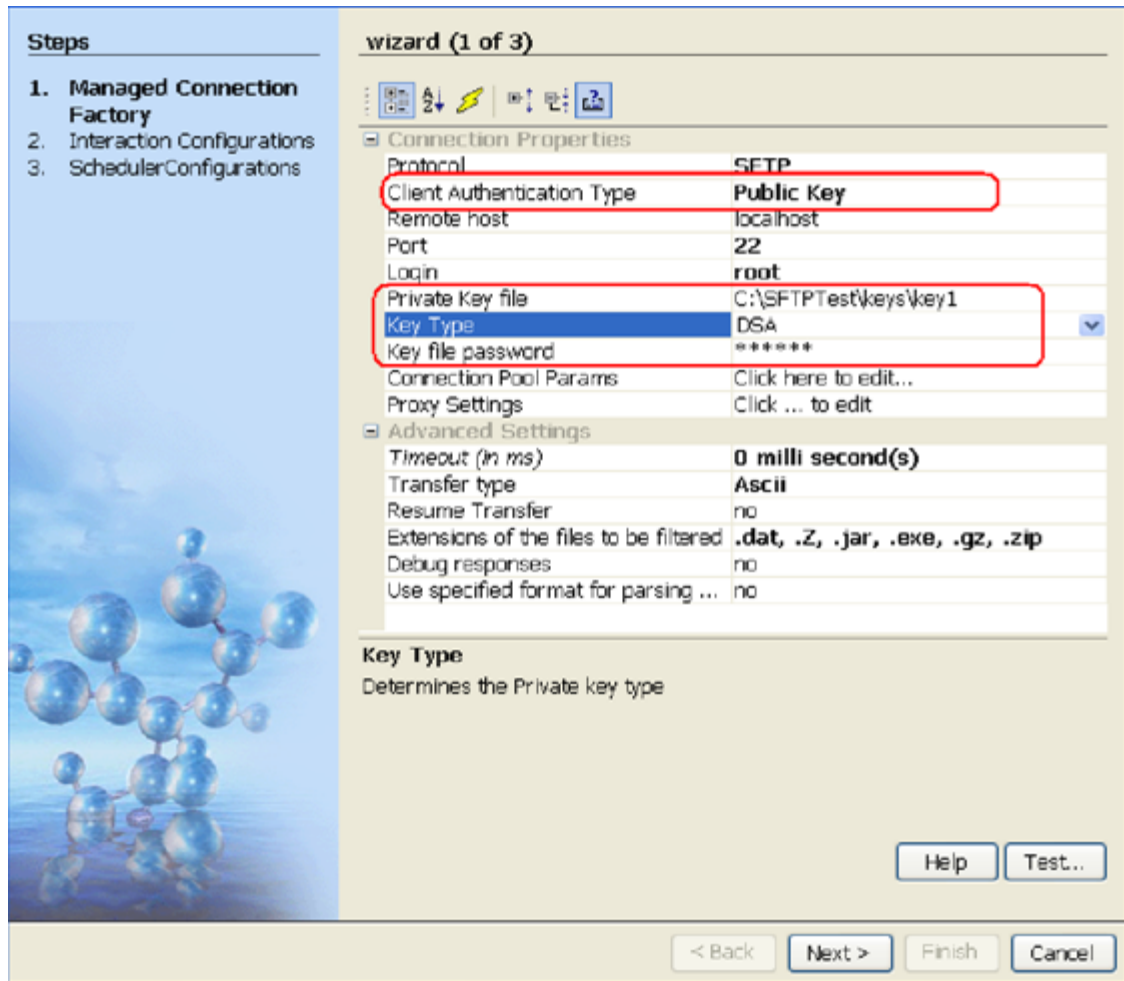 Steps
1. Managed Connection
Factory
2. Interaction Configurations
3. SchedulerConfigurations
wizard (1 of 3)
Connection Properties
Protocol SFTP
Client Authentication Type Public Key
Remote host localhost
Port 22
Login root
Private Key file C:\SFTPTest\keys\key1
Key Type DSA
Key file password ******
Connection Pool Params Click here to edit...
Proxy Settings Click ... to edit
Advanced Settings
Timeout (in ms) 0 milli second(s)
Transfer type Ascii
Resume Transfer no
Extensions of the files to be filtered .dat, .Z, .jar, .exe, .gz, .zip
Debug responses no
Use specified format for parsing ... no
Key Type
Determines the Private key type
Help Test...
< Back Next > Finish Cancel